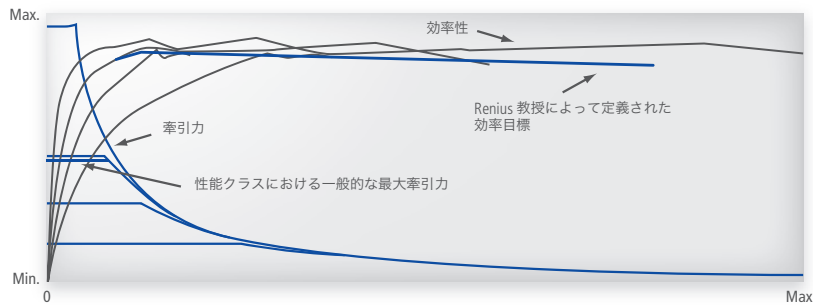 Max.
効率性
Renius 教授によって定義された
効率目標
牽引力
性能クラスにおける一般的な最大牽引力
Min.
0
Max